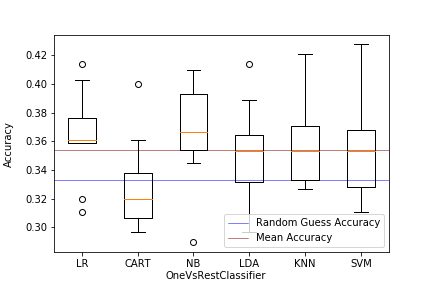 Accuracy
0.42
0.40
0.38
0.36
0.34
0.32
0.30
Random Guess Accuracy
Mean Accuracy
LR CART NB LDA KNN SVM
OneVsRestClassifier